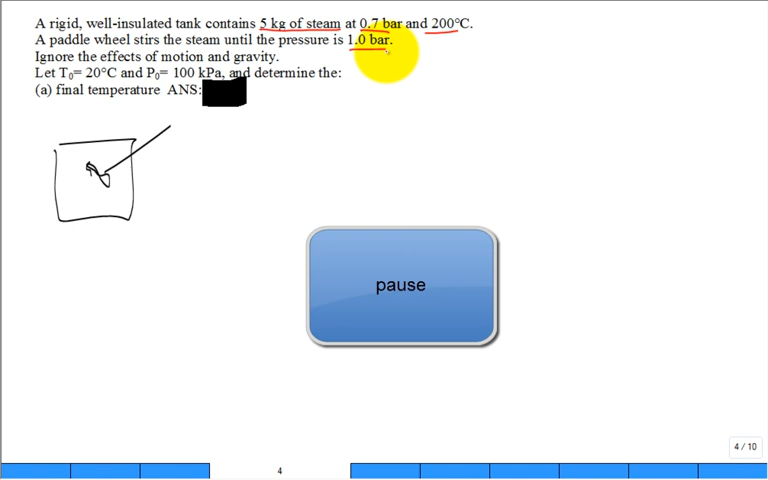 A rigid, well-insulated tank contains 5 kg of steam at 0.7 bar and 200°C.
A paddle wheel stirs the steam until the pressure is 1.0 bar.
Ignore the effects of motion and gravity.
Let T₀= 20°C and P₀= 100 kPa, and determine the:
(a) final temperature  ANS:
pause
4 / 10
4